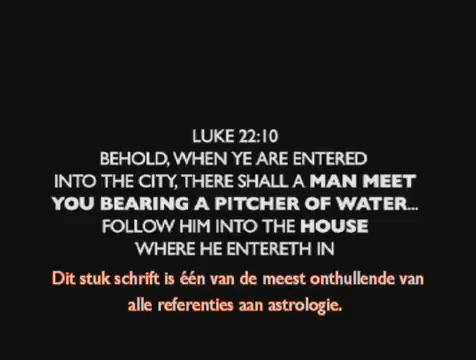 LUKE 22:10
BEHOLD, WHEN YE ARE ENTERED
INTO THE CITY, THERE SHALL A MAN MEET
YOU BEARING A PITCHER OF WATER...
FOLLOW HIM INTO THE HOUSE
WHERE HE ENTERETH IN
Dit stuk schrift is één van de meest onthullende van
alle referenties aan astrologie.